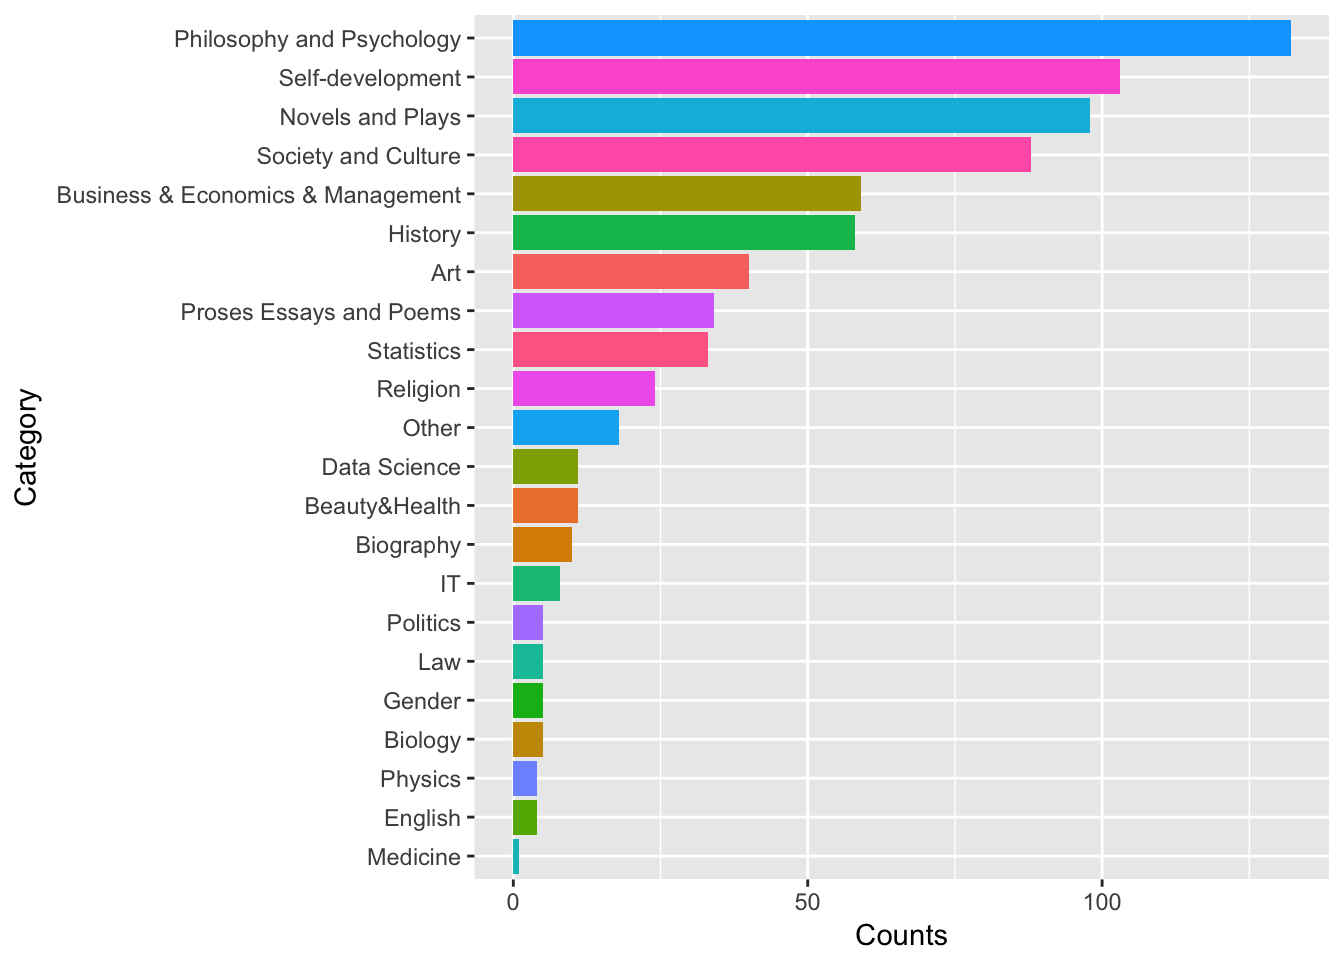 Philosophy and Psychology
Self-development
Novels and Plays
Society and Culture
Business & Economics & Management
History
Art
Proses Essays and Poems
Statistics
Religion
Other
Data Science
Beauty&Health
Biography
IT
Politics
Law
Gender
Biology
Physics
English
Medicine
Category
0 50 100
Counts